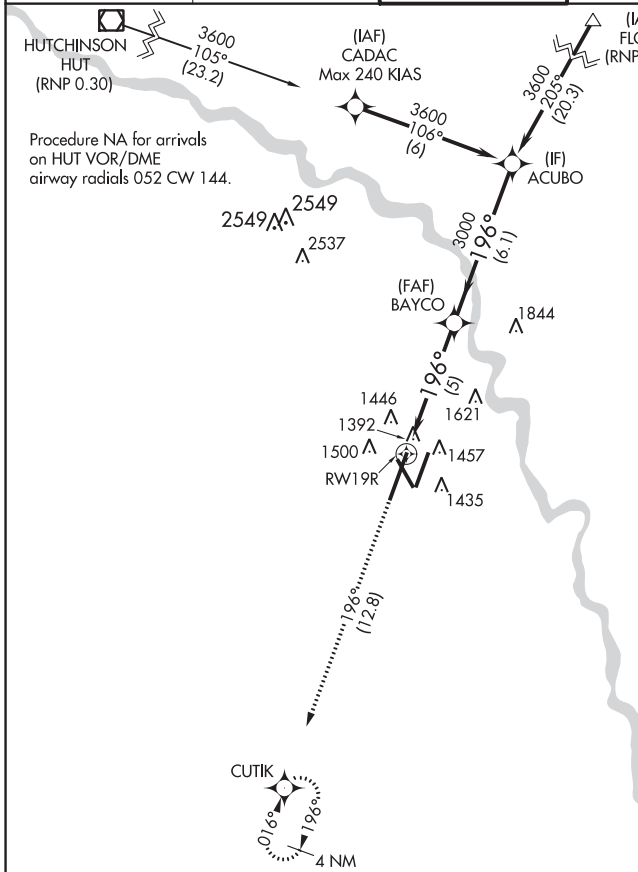 HUTCHINSON
HUT
(RNP 0.30)
3600
105°
(23.2)
(IAF)
CADAC
Max 240 KIAS
3600
106°
(6)
3600
205°
(20.3)
(IF)
ACUBO
Procedure NA for arrivals
on HUT VOR/DME
airway radials 052 CW 144.
2549
2549
2537
3000
196°
(6.1)
(FAF)
BAYCO
1844
196°
(5)
1446
1621
1392
1500
1457
RW19R
1435
196°
(12.8)
CUTIK
016°
196°
4 NM